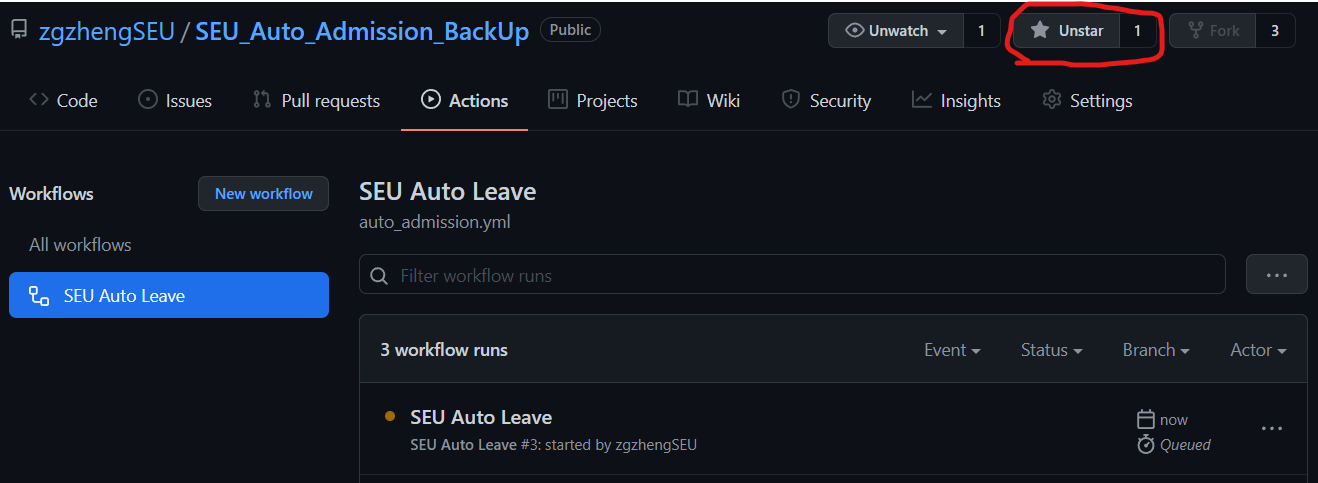 zgzhengSEU / SEU_Auto_Admission_BackUp Public Unwatch 1 Unstar 1 Fork 3
Code Issues Pull requests Actions Projects Wiki Security Insights Settings
Workflows New workflow
All workflows
SEU Auto Leave
SEU Auto Leave
auto_admission.yml
Filter workflow runs
3 workflow runs Event Status Branch Actor
SEU Auto Leave now
SEU Auto Leave #3: started by zgzhengSEU Queued